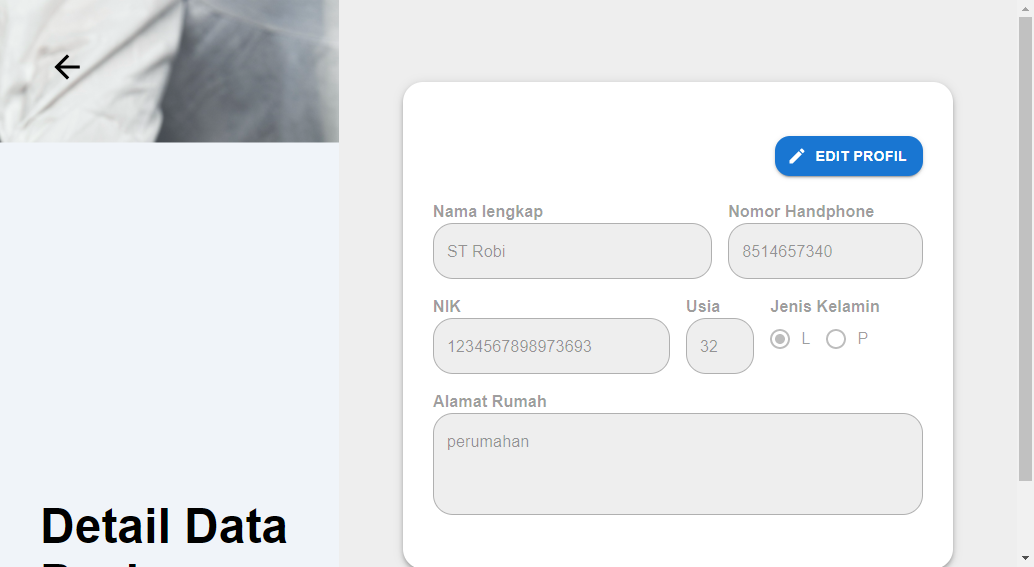 EDIT PROFIL
Nama lengkap
Nomor Handphone
ST Robi
8514657340
NIK
Usia
Jenis Kelamin
1234567898973693
32
L
P
Alamat Rumah
perumahan
Detail Data